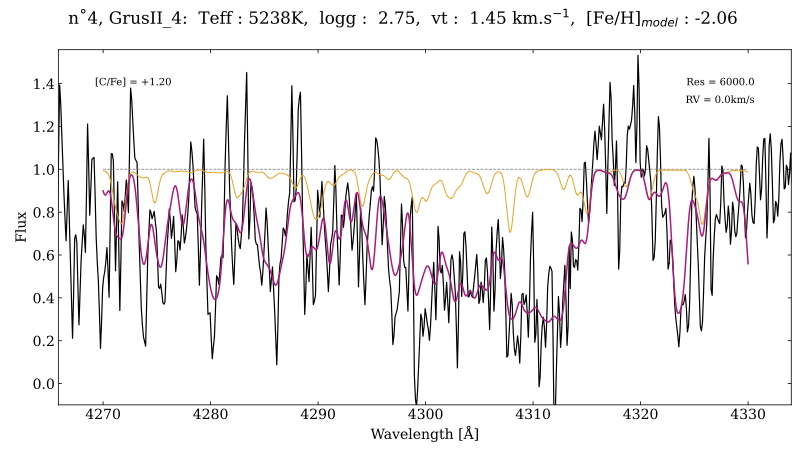 n˚4, GrusII_4: Teff : 5238K, logg : 2.75, vt : 1.45 km.s⁻¹, [Fe/H]model : -2.06
[C/Fe] = +1.20
Res = 6000.0
RV = 0.0km/s
Flux
1.4
1.2
1.0
0.8
0.6
0.4
0.2
0.0
4270 4280 4290 4300 4310 4320 4330
Wavelength [Å]